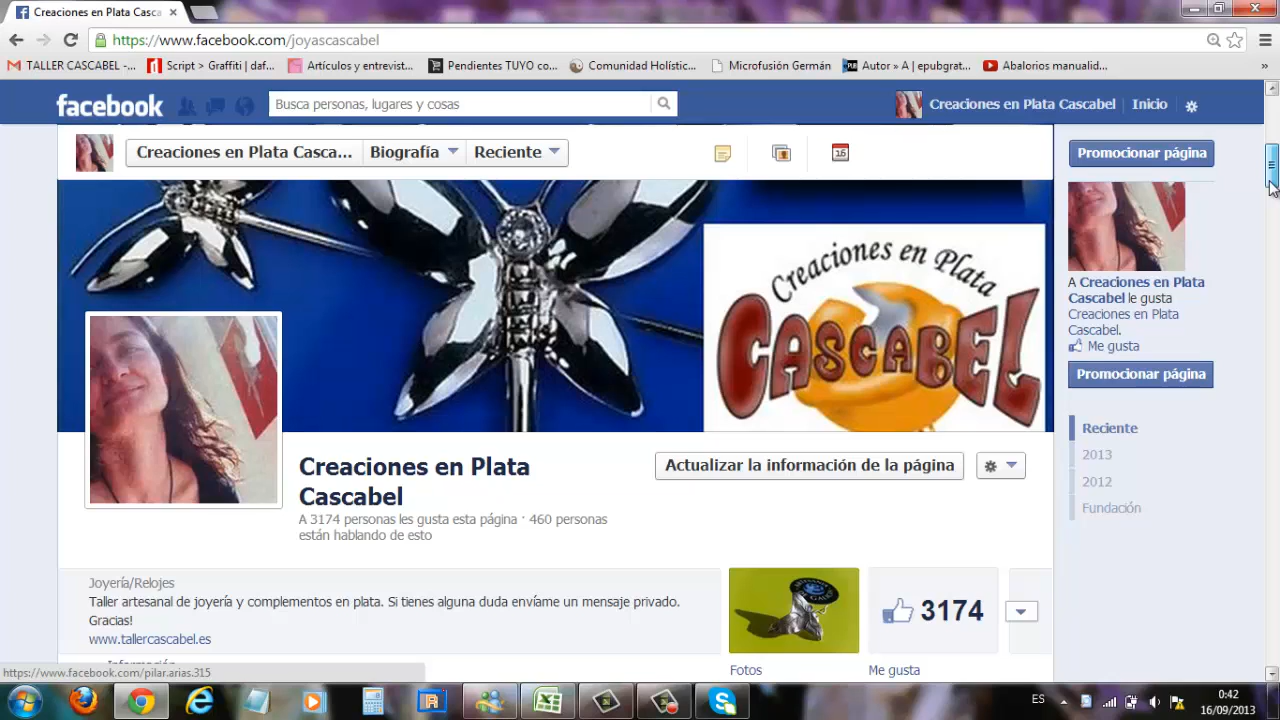 Creaciones en Plata Casca
https://www.facebook.com/joyascascabel
TALLER CASCABEL -...
Script > Graffiti | daf...
Artículos y entrevist...
Pendientes TUYO co...
Comunidad Holístic...
Microfusión Germán
Autor » A | epubgrat...
Abalorios manualid...
»
facebook
Busca personas, lugares y cosas
Creaciones en Plata Cascabel
Inicio
Creaciones en Plata Casca...
Biografía
Reciente
16
Promocionar página
Creaciones en Plata
CASCABEL
A Creaciones en Plata
Cascabel le gusta
Creaciones en Plata
Cascabel.
Me gusta
Promocionar página
Reciente
2013
2012
Fundación
Creaciones en Plata
Cascabel
A 3174 personas les gusta esta página · 460 personas
están hablando de esto
Actualizar la información de la página
Joyería/Relojes
Taller artesanal de joyería y complementos en plata. Si tienes alguna duda envíame un mensaje privado.
Gracias!
www.tallercascabel.es
3174
Fotos
Me gusta
https://www.facebook.com/pilar.arias.315
ES
0:42
16/09/2013